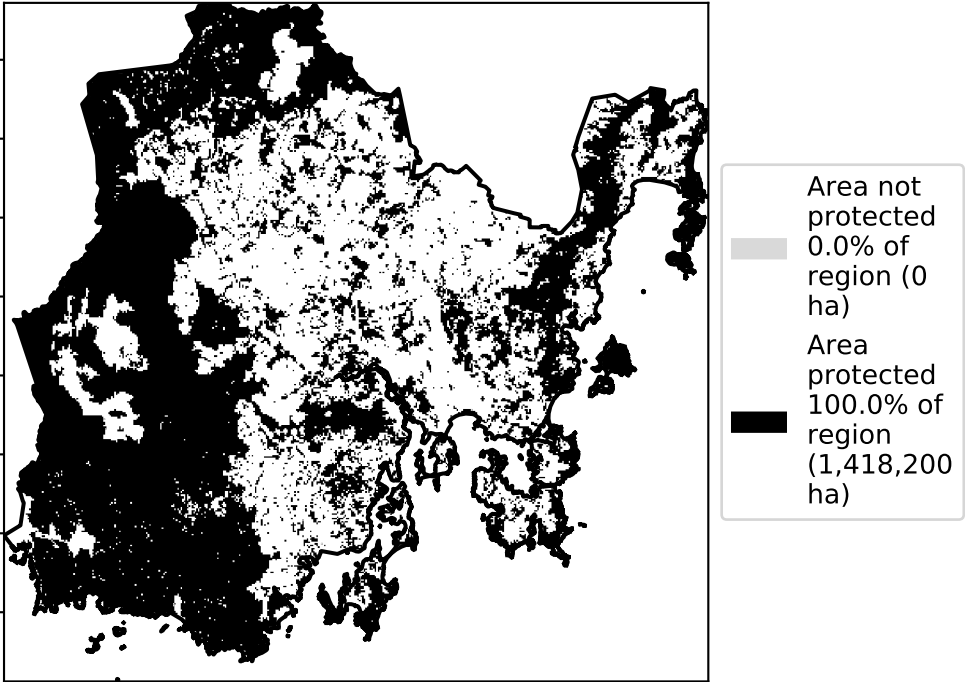 Area not
protected
0.0% of
region (0
ha)
Area
protected
100.0% of
region
(1,418,200
ha)